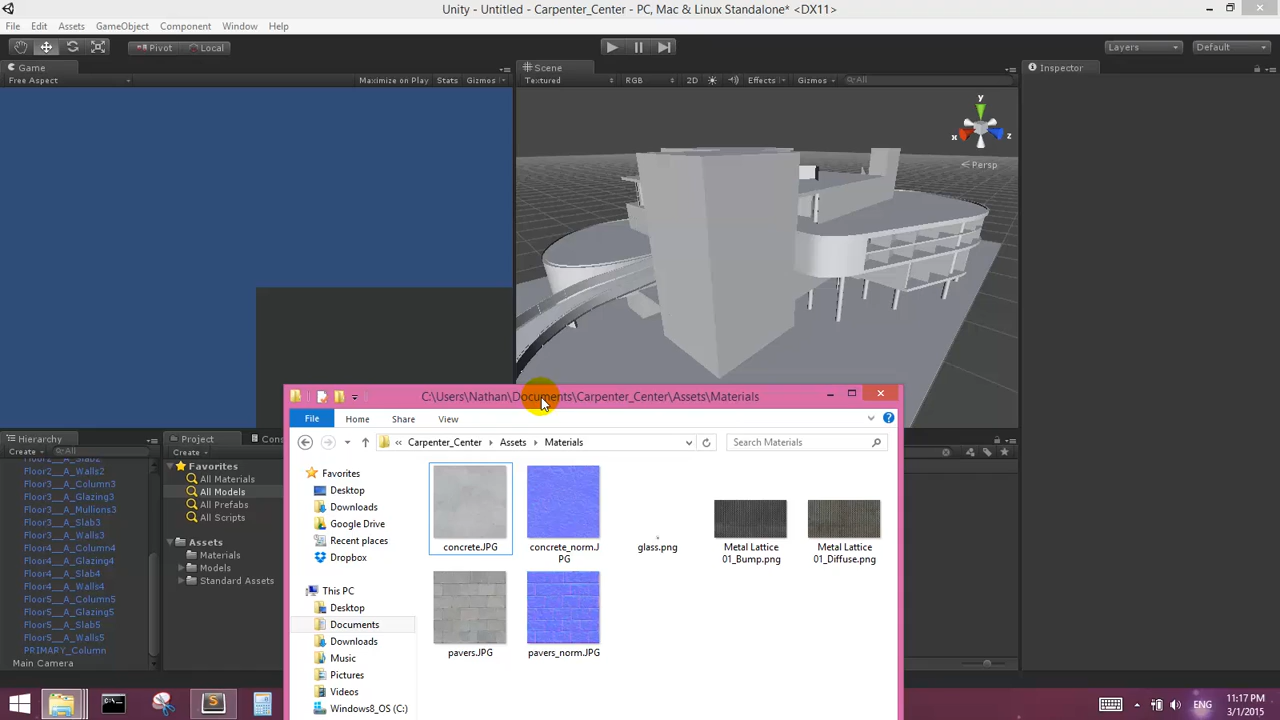 Unity - Untitled - Carpenter_Center - PC, Mac & Linux Standalone* <DX11>
File Edit Assets GameObject Component Window Help
Pivot Local Layers Default
Game
Free Aspect Maximize on Play Stats Gizmos
Scene
Textured RGB 2D Effects Gizmos All
Inspector
y
x
z
Persp
Hierarchy
Create All
Floor2__A_Slab2
Floor2__A_Walls2
Floor3__A_Column3
Floor3__A_Glazing3
Floor3__A_Mullions3
Floor3__A_Slab3
Floor3__A_Walls3
Floor4__A_Column4
Floor4__A_Glazing4
Floor4__A_Slab4
Floor4__A_Walls4
Floor5__A_Column5
Floor5__A_Glazing5
Floor5__A_Slab5
Floor5__A_Walls5
PRIMARY_Column
Main Camera
Project
Create
Favorites
All Materials
All Models
All Prefabs
All Scripts
Assets
Materials
Models
Standard Assets
C:\Users\Nathan\Documents\Carpenter_Center\Assets\Materials
File Home Share View
Carpenter_Center Assets Materials
Search Materials
Favorites
Desktop
Downloads
Google Drive
Recent places
Dropbox
This PC
Desktop
Documents
Downloads
Music
Pictures
Videos
Windows8_OS (C:)
concrete.JPG
concrete_norm.J
PG
glass.png
Metal Lattice
01_Bump.png
Metal Lattice
01_Diffuse.png
pavers.JPG
pavers_norm.JPG
ENG
11:17 PM
3/1/2015